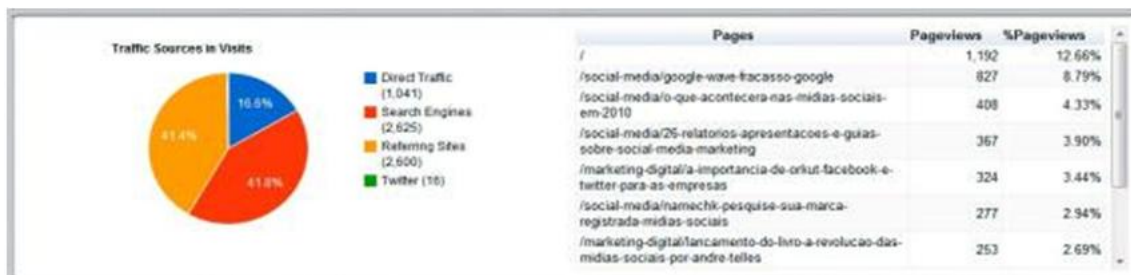 Traffic Sources in Visits
16.6%
41.4%
41.8%
Direct Traffic
(1,041)
Search Engines
(2,625)
Referring Sites
(2,600)
Twitter (16)
Pages Pageviews %Pageviews
/ 1,192 12.66%
/social-media/google-wave-fracasso-google 827 8.79%
/social-media/o-que-acontecera-nas-midias-sociais-
em-2010 408 4.33%
/social-media/26-relatorios-apresentacoes-e-guias-
sobre-social-media-marketing 367 3.90%
/marketing-digital/a-importancia-de-orkut-facebook-e-
twitter-para-as-empresas 324 3.44%
/social-media/namechk-pesquise-sua-marca-
registrada-midias-sociais 277 2.94%
/marketing-digital/lancamento-do-livro-a-revolucao-das-
midias-sociais-por-andre-telles 253 2.69%